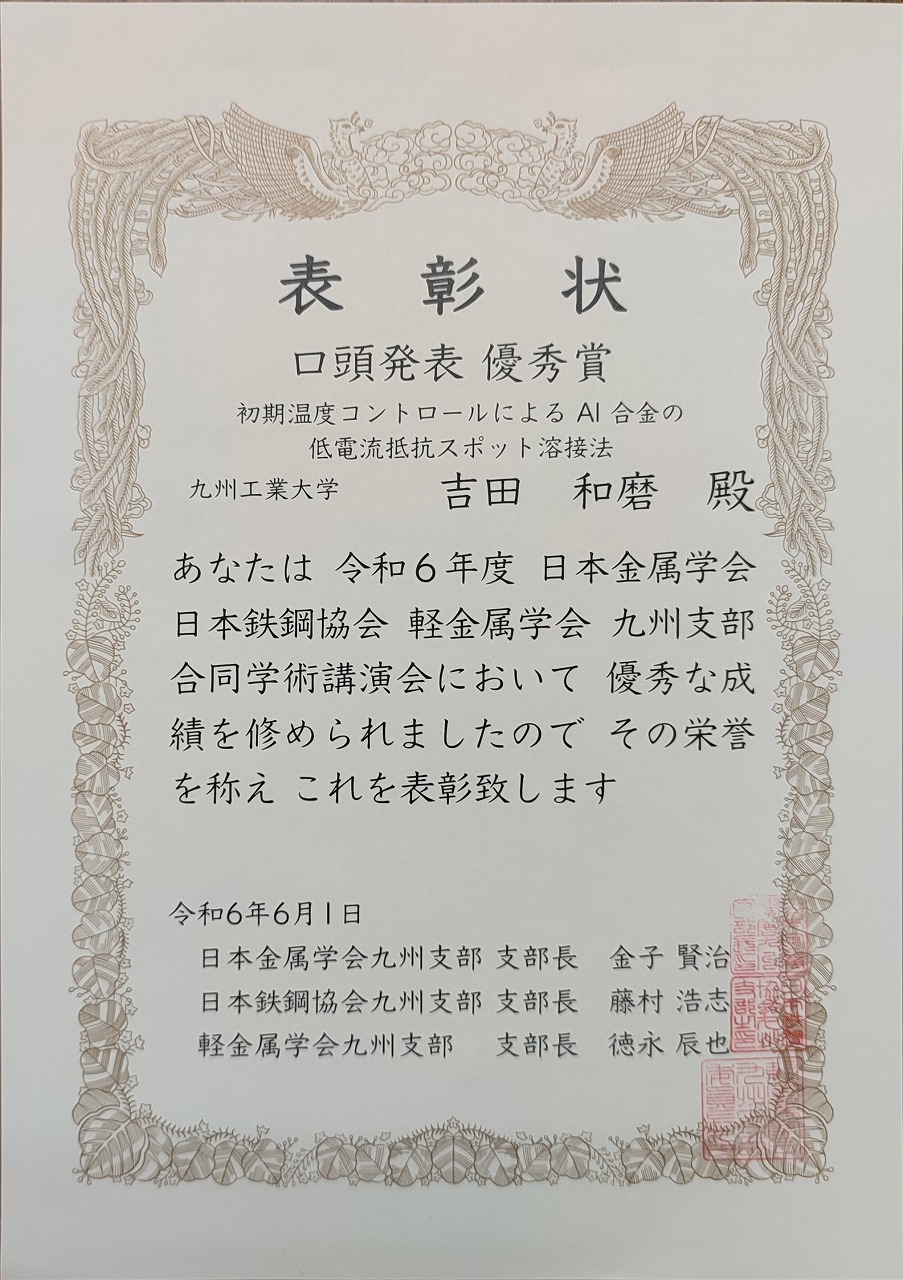 表 彰 状
口頭発表 優秀賞
初期温度コントロールによる Al 合金の
低電流抵抗スポット溶接法
九州工業大学 吉田 和磨 殿
あなたは 令和6年度 日本金属学会
日本鉄鋼協会 軽金属学会 九州支部
合同学術講演会において 優秀な成
績を修められましたので その栄誉
を称え これを表彰致します
令和6年6月1日
日本金属学会九州支部 支部長 金子 賢治
日本鉄鋼協会九州支部 支部長 藤村 浩志
軽金属学会九州支部 支部長 徳永 辰也